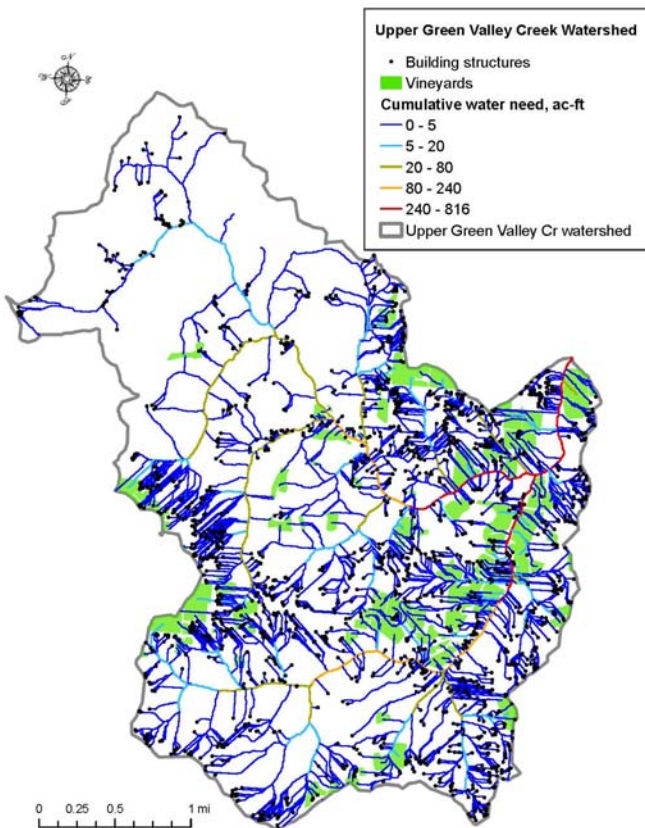 Upper Green Valley Creek Watershed
Building structures
Vineyards
Cumulative water need, ac-ft
0 - 5
5 - 20
20 - 80
80 - 240
240 - 816
Upper Green Valley Cr watershed
N
0 0.25 0.5 1 mi